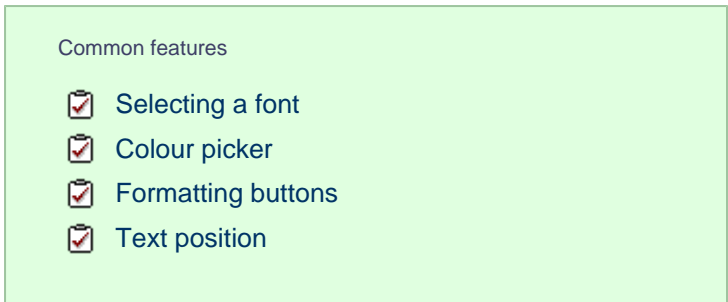 Common features
Selecting a font
Colour picker
Formatting buttons
Text position